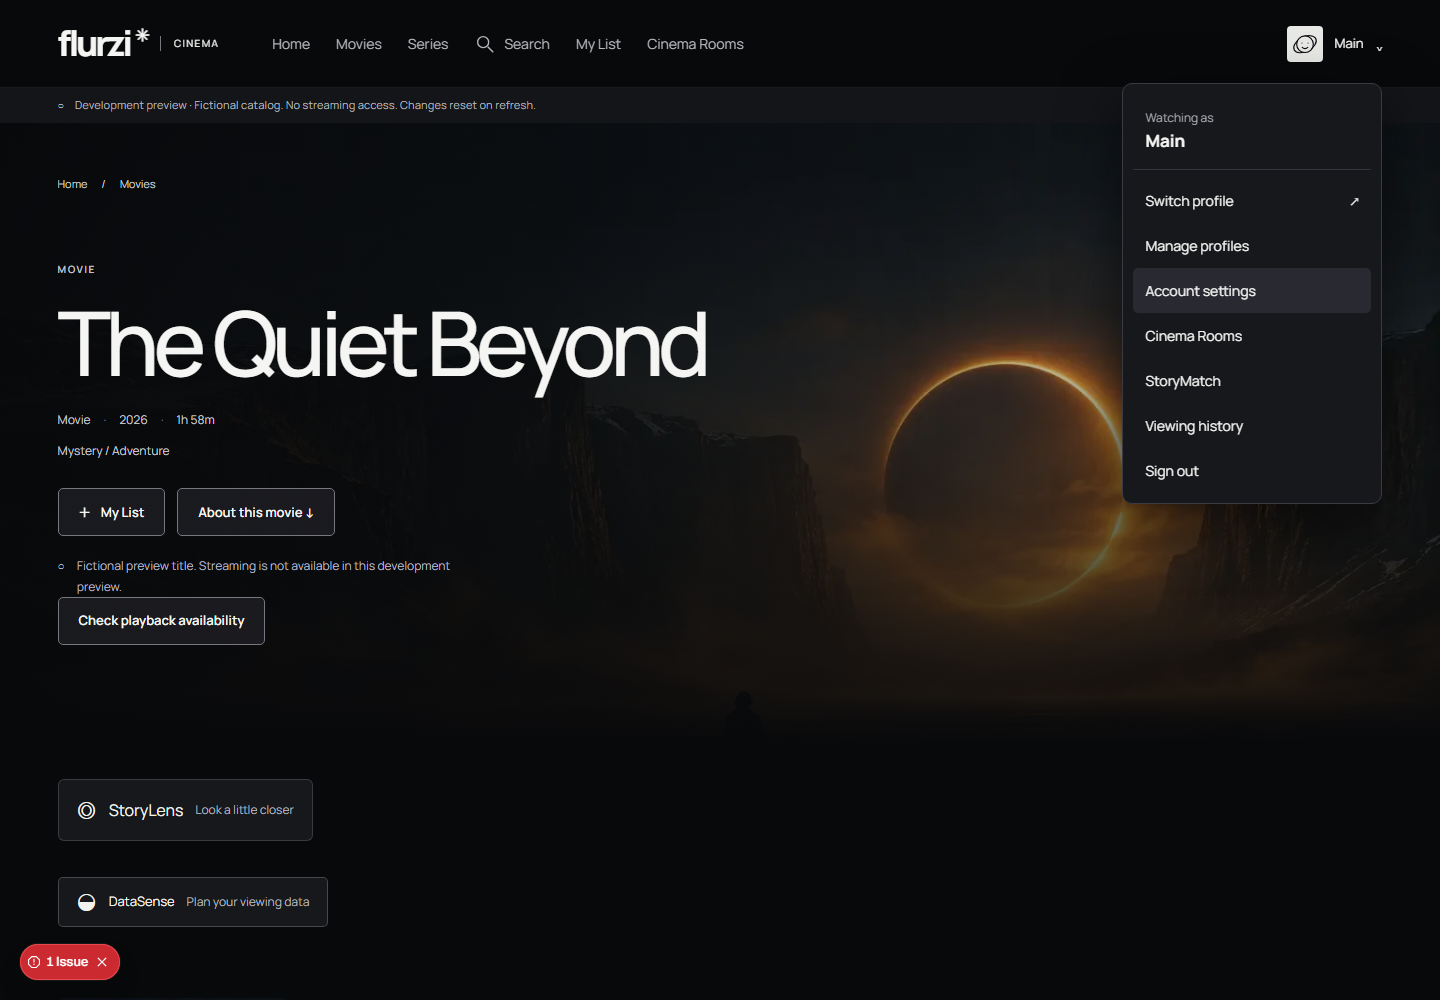 flurzi* CINEMA Home Movies Series Search My List Cinema Rooms Main
Development preview · Fictional catalog. No streaming access. Changes reset on refresh.
Watching as
Main
Switch profile ↗
Manage profiles
Account settings
Cinema Rooms
StoryMatch
Viewing history
Sign out
Home / Movies
MOVIE
The Quiet Beyond
Movie · 2026 · 1h 58m
Mystery / Adventure
+ My List About this movie ↓
Fictional preview title. Streaming is not available in this development
preview.
Check playback availability
StoryLens Look a little closer
DataSense Plan your viewing data
1 Issue